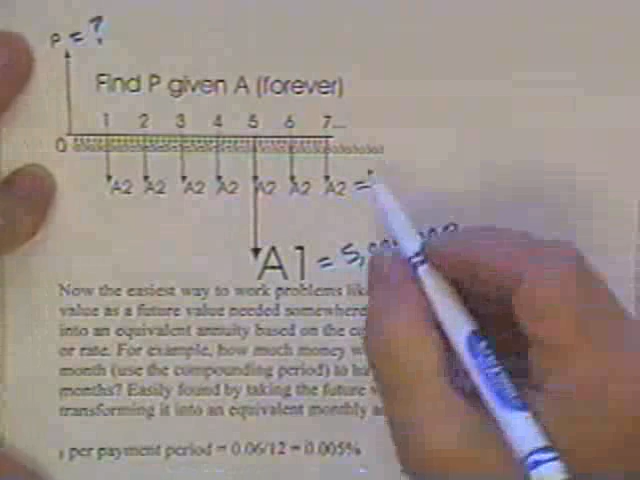 P = ?
Find P given A (forever)
1 2 3 4 5 6 7...
0
A2 A2 A2 A2 A2 A2 A2 =
A1 = 5,000,000
Now the easiest way to work problems
value as a future value needed somewhere
into an equivalent annuity based on the
or rate. For example, how much money
month (use the compounding period) to
months? Easily found by taking the future
transforming it into an equivalent monthly
i per payment period = 0.06/12 = 0.005%